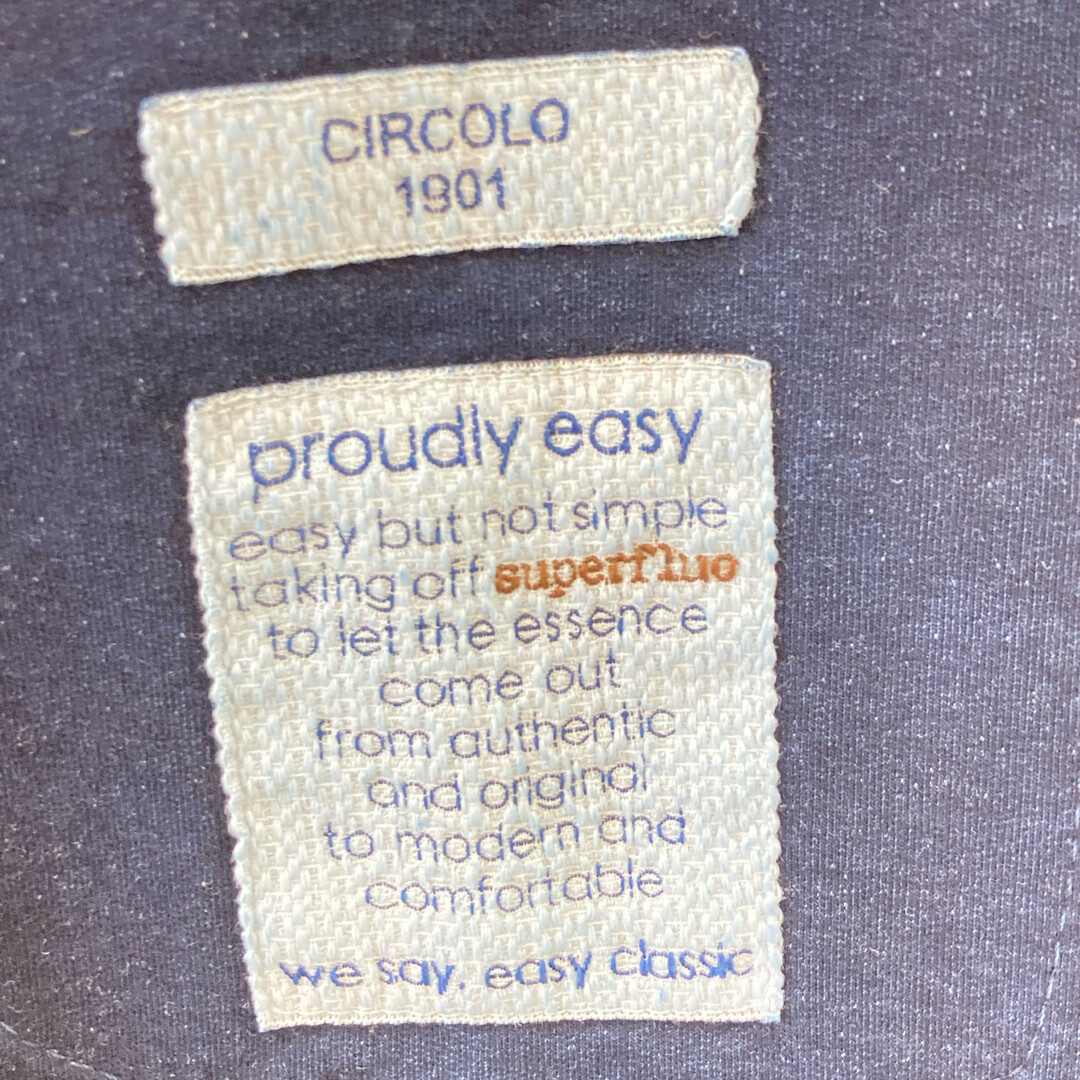 CIRCOLO
1901
proudly easy
easy but not simple
taking off superfluo
to let the essence
come out
from authentic
and original
to modern and
comfortable
we say, easy classic